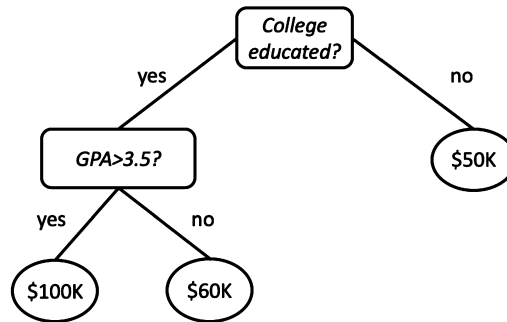 College
educated?
yes
no
GPA>3.5?
$50K
yes
no
$100K
$60K